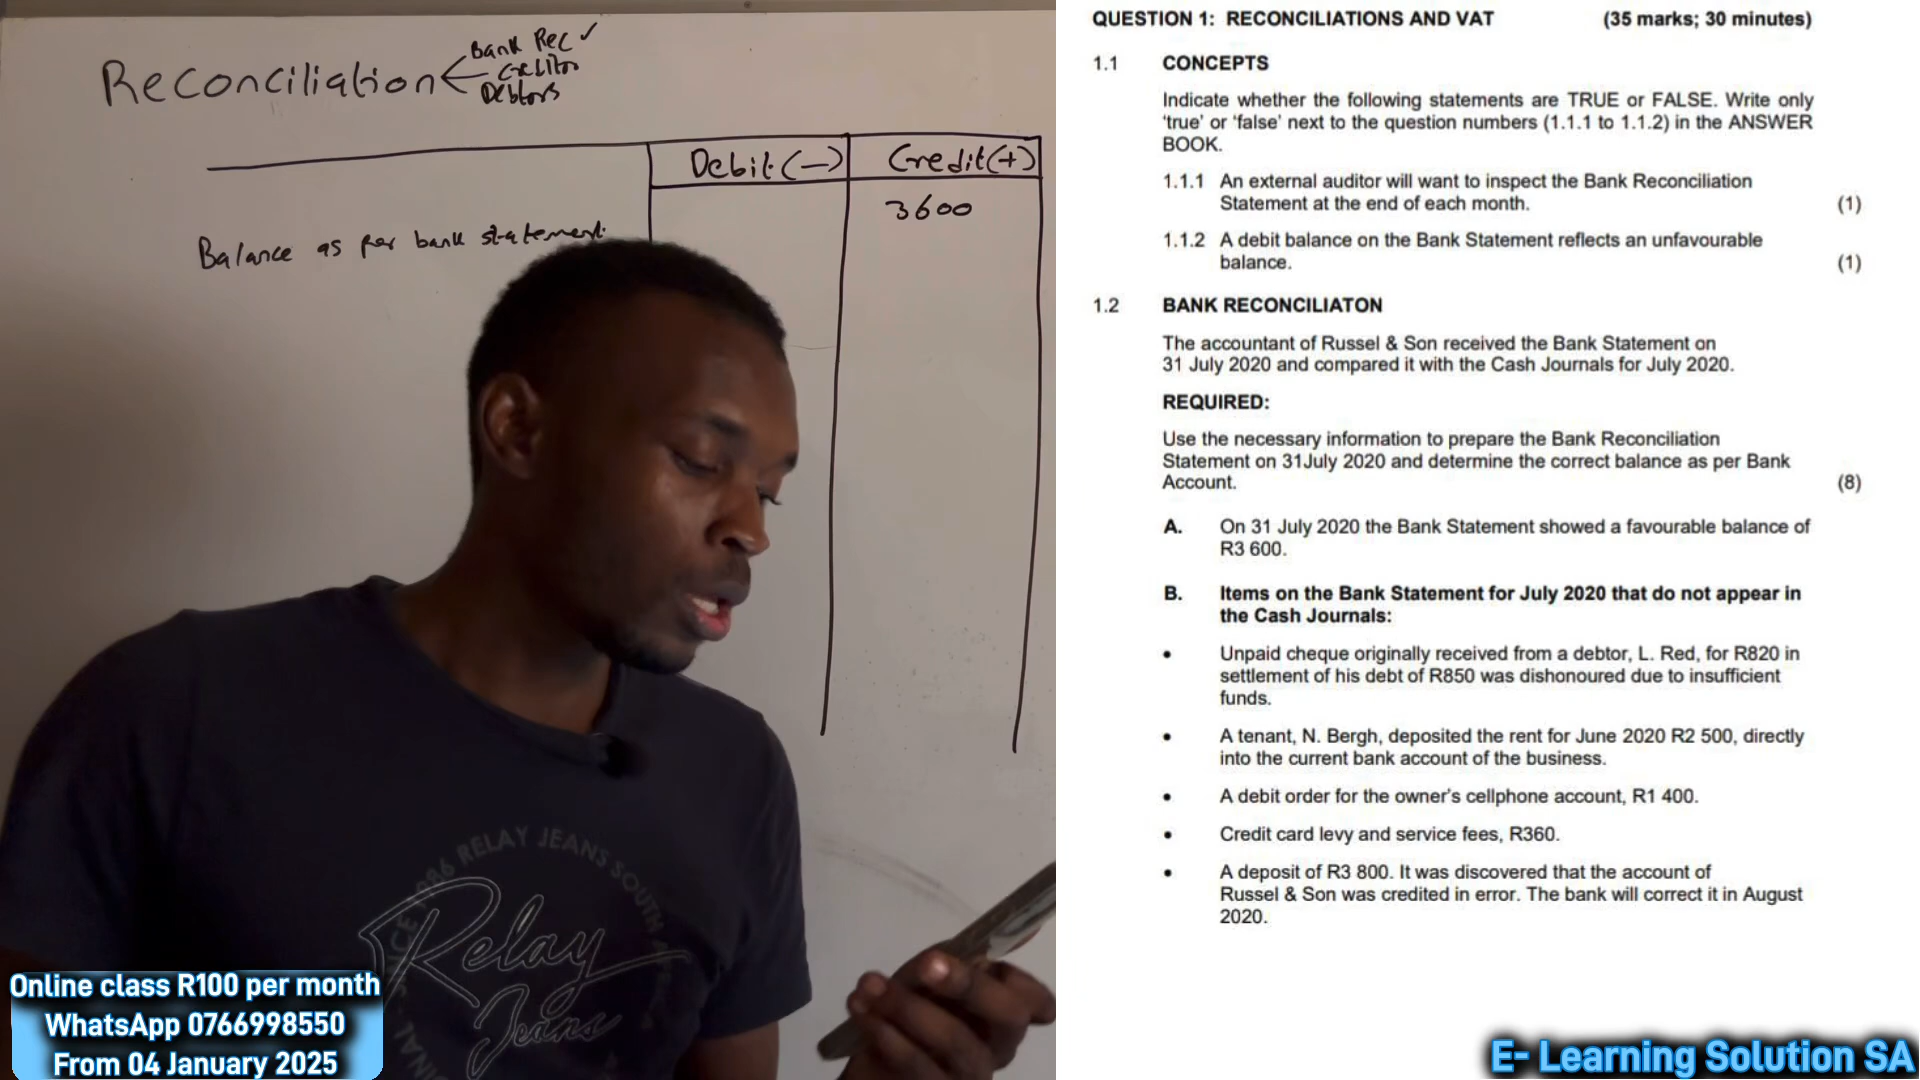 Reconciliation
Bank Rec ✓
Debtors
Debit (–)
Credit (+)
3600
Balance as per bank statement
1986 RELAY JEANS SOUTH
Relay
Jeans
Online class R100 per month
WhatsApp 0766998550
From 04 January 2025
QUESTION 1: RECONCILIATIONS AND VAT (35 marks; 30 minutes)
1.1 CONCEPTS
Indicate whether the following statements are TRUE or FALSE. Write only
'true' or 'false' next to the question numbers (1.1.1 to 1.1.2) in the ANSWER
BOOK.
1.1.1 An external auditor will want to inspect the Bank Reconciliation
Statement at the end of each month. (1)
1.1.2 A debit balance on the Bank Statement reflects an unfavourable
balance. (1)
1.2 BANK RECONCILIATON
The accountant of Russel & Son received the Bank Statement on
31 July 2020 and compared it with the Cash Journals for July 2020.
REQUIRED:
Use the necessary information to prepare the Bank Reconciliation
Statement on 31July 2020 and determine the correct balance as per Bank
Account. (8)
A. On 31 July 2020 the Bank Statement showed a favourable balance of
R3 600.
B. Items on the Bank Statement for July 2020 that do not appear in
the Cash Journals:
• Unpaid cheque originally received from a debtor, L. Red, for R820 in
settlement of his debt of R850 was dishonoured due to insufficient
funds.
• A tenant, N. Bergh, deposited the rent for June 2020 R2 500, directly
into the current bank account of the business.
• A debit order for the owner's cellphone account, R1 400.
• Credit card levy and service fees, R360.
• A deposit of R3 800. It was discovered that the account of
Russel & Son was credited in error. The bank will correct it in August
2020.
E- Learning Solution SA